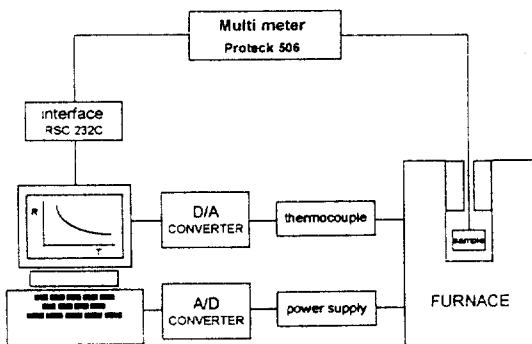 Multi meter
Proteck 506
interface
RSC 232C
R
T
D/A
CONVERTER
thermocouple
sample
A/D
CONVERTER
power supply
FURNACE